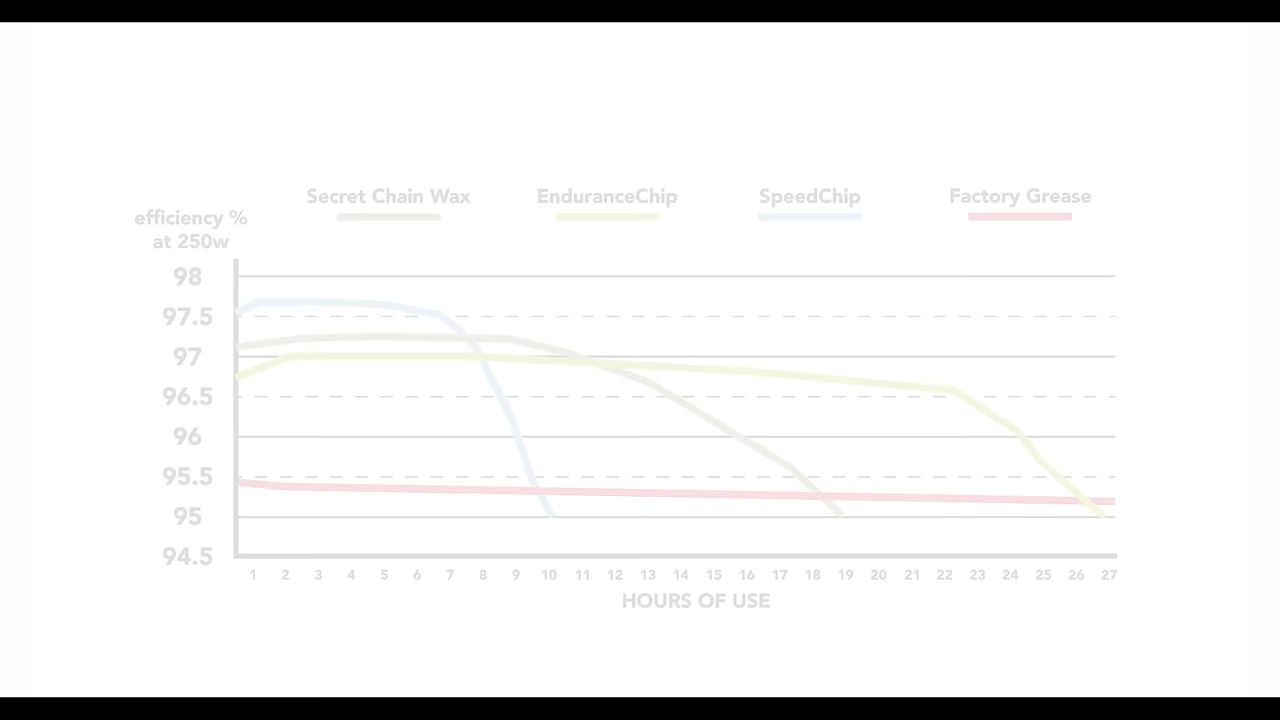 Secret Chain Wax EnduranceChip SpeedChip Factory Grease
efficiency %
at 250w
98
97.5
97
96.5
96
95.5
95
94.5
1 2 3 4 5 6 7 8 9 10 11 12 13 14 15 16 17 18 19 20 21 22 23 24 25 26 27
HOURS OF USE